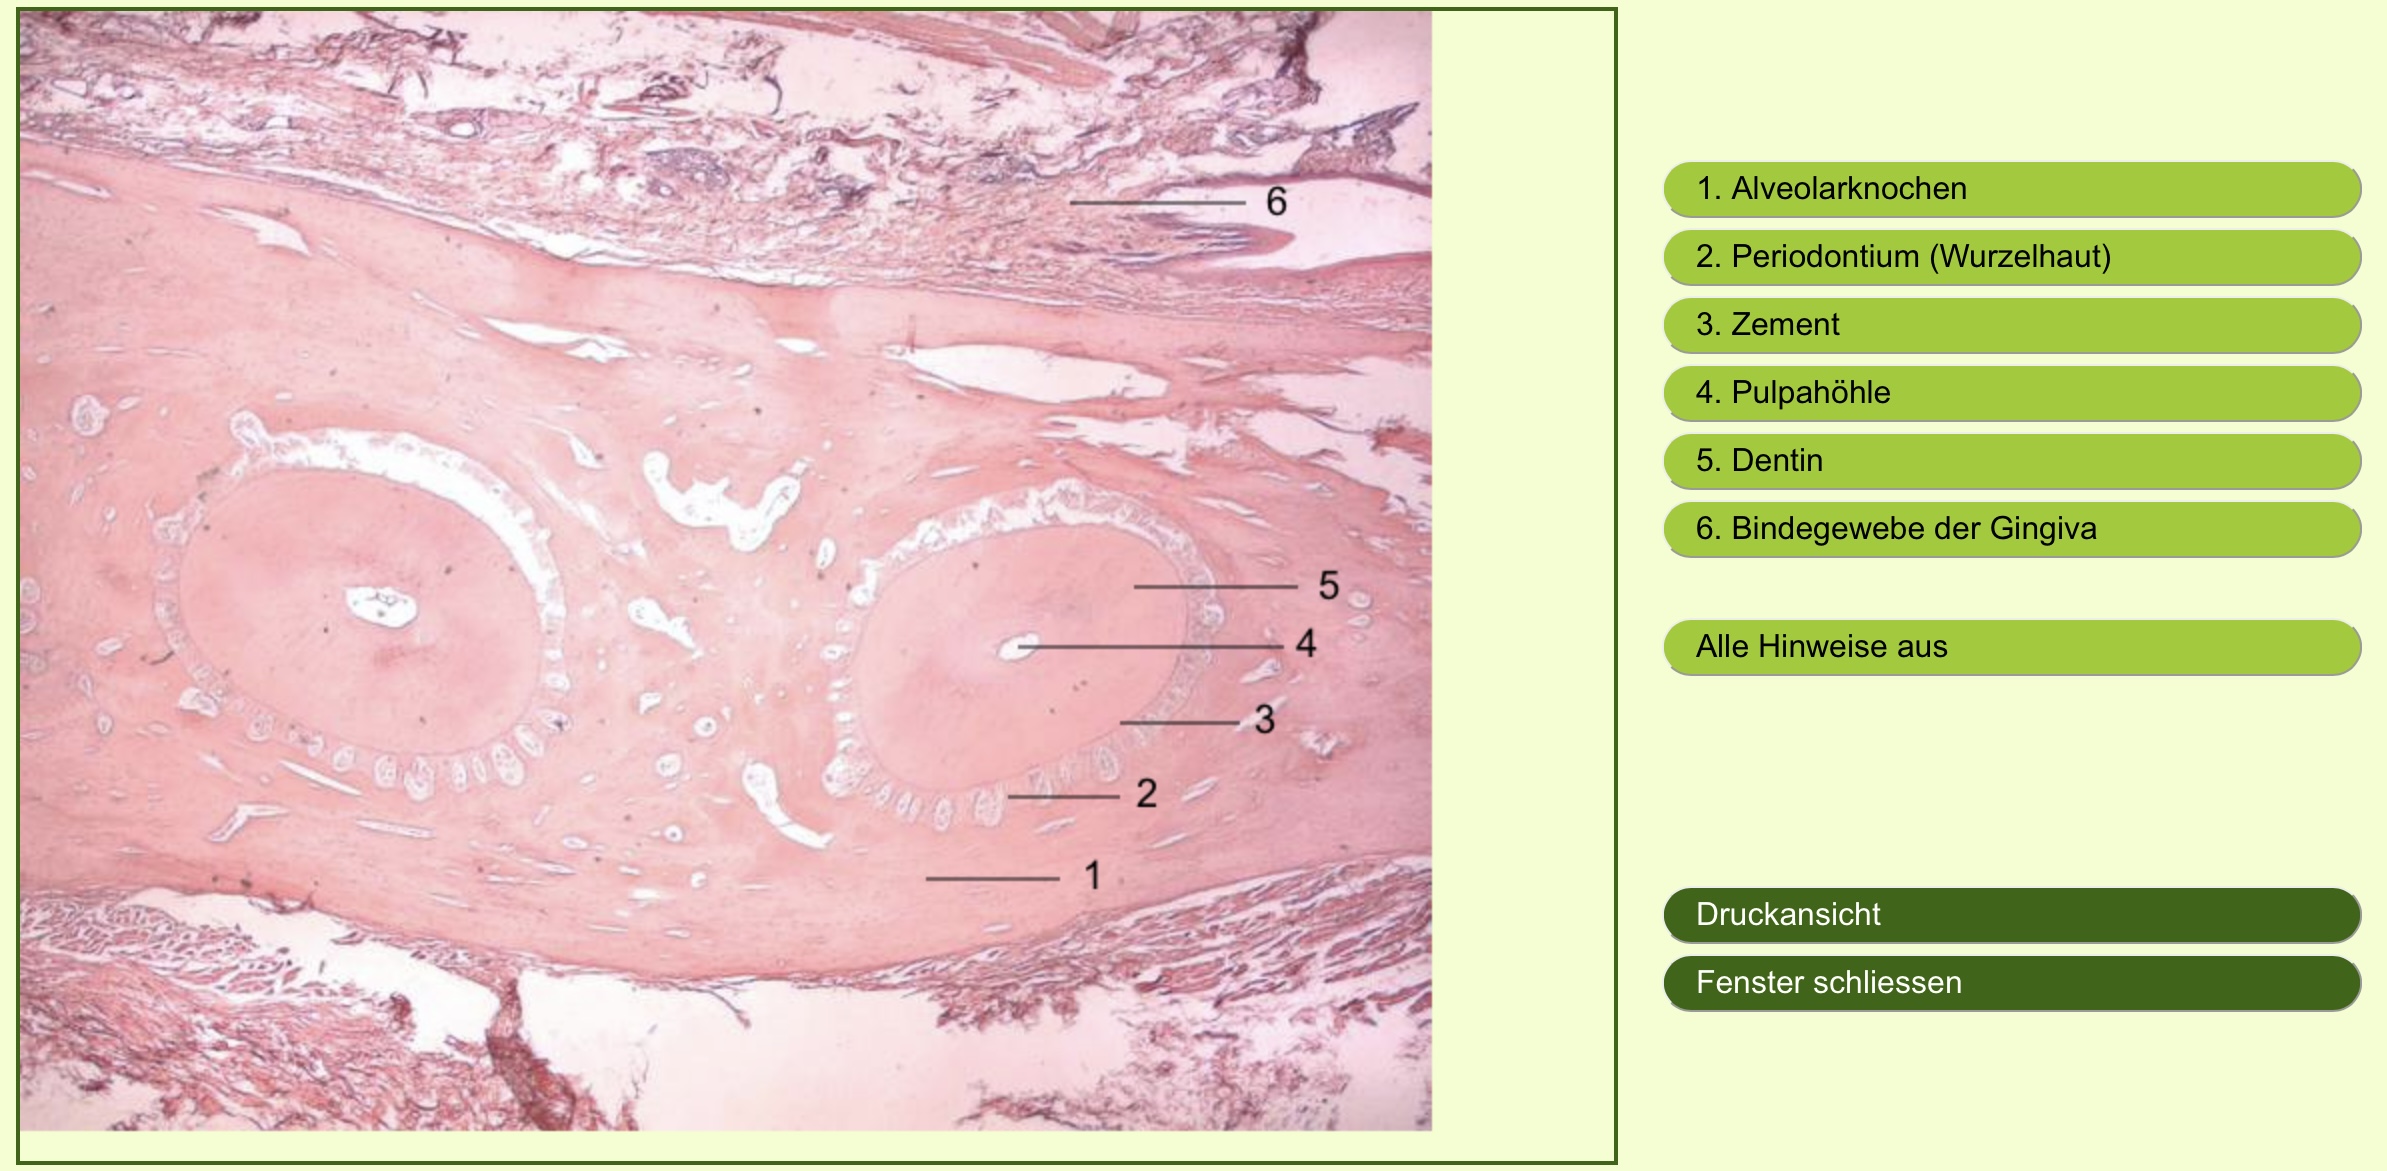 6
5
4
3
2
1
1. Alveolarknochen
2. Periodontium (Wurzelhaut)
3. Zement
4. Pulpahöhle
5. Dentin
6. Bindegewebe der Gingiva
Alle Hinweise aus
Druckansicht
Fenster schliessen